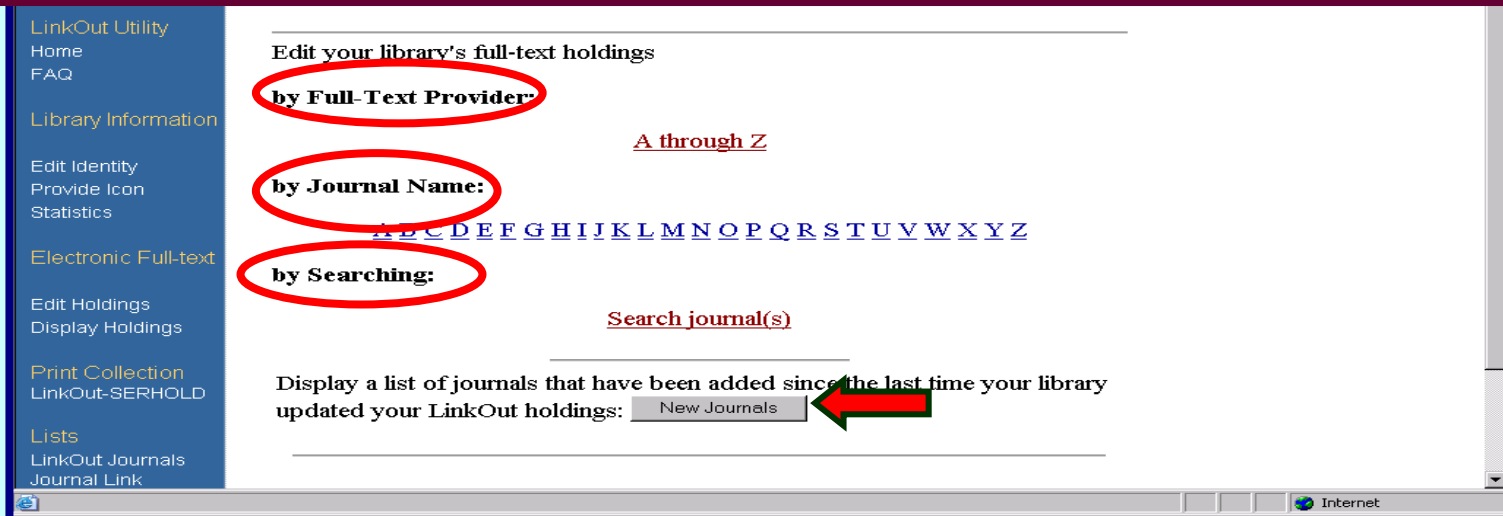 LinkOut Utility
Home
FAQ
Library Information
Edit Identity
Provide Icon
Statistics
Electronic Full-text
Edit Holdings
Display Holdings
Print Collection
LinkOut-SERHOLD
Lists
LinkOut Journals
Journal Link
Edit your library's full-text holdings
by Full-Text Provider:
A through Z
by Journal Name:
A B C D E F G H I J K L M N O P Q R S T U V W X Y Z
by Searching:
Search journal(s)
Display a list of journals that have been added since the last time your library
updated your LinkOut holdings: New Journals
Internet